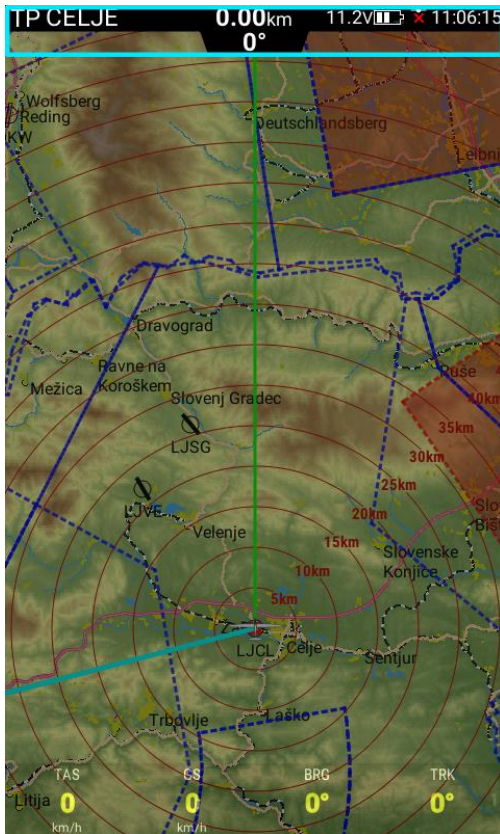 TP CELJE 0.00km 11.2V 11:06:15
0°
Wolfsberg
Reding
KW
Deutschlandsberg
Leibni
Dravograd
Ravne na
Koroškem
Mežica
Slovenj Gradec
Ruše
40km
35km
LJSG
30km
25km
LJVE
20km
Slo
Biš
Velenje
15km
Slovenske
Konjice
10km
5km
LJCL
Celje
Šentjur
Trbovlje
Laško
TAS GS BRG TRK
Litija
0 0 0° 0°
km/h km/h